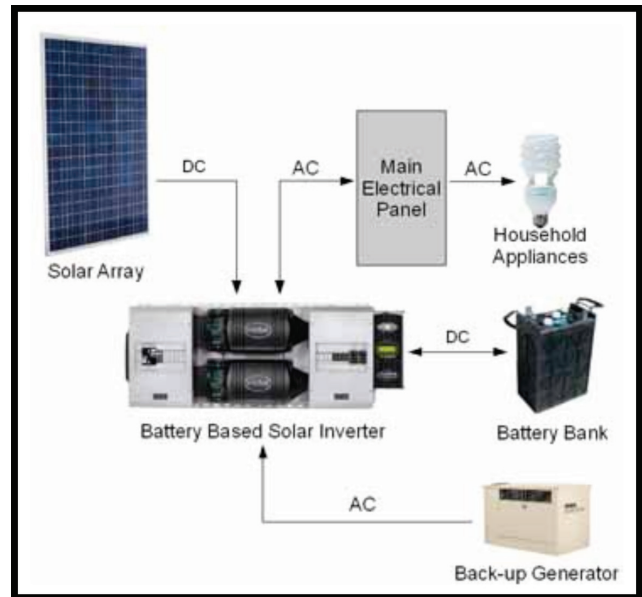 DC
AC
Main
Electrical
Panel
AC
Household
Appliances
Solar Array
DC
Battery Based Solar Inverter
Battery Bank
AC
Back-up Generator